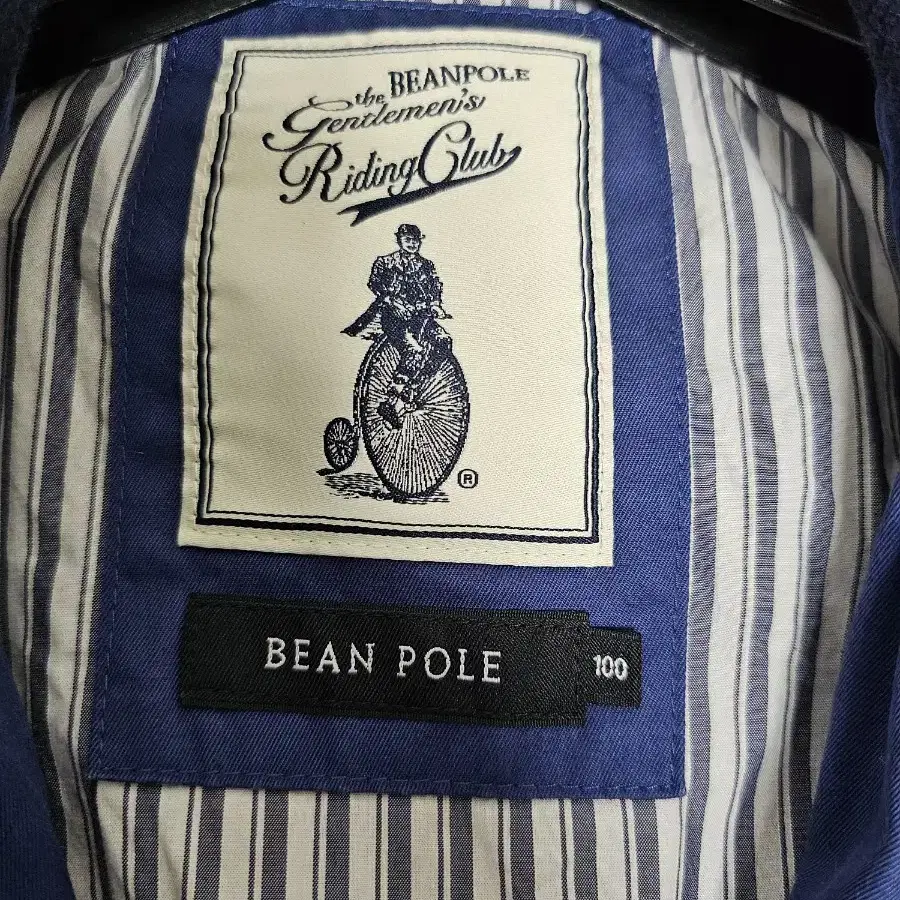 the BEANPOLE
Gentlemen's
Riding Club
®
BEAN POLE
100